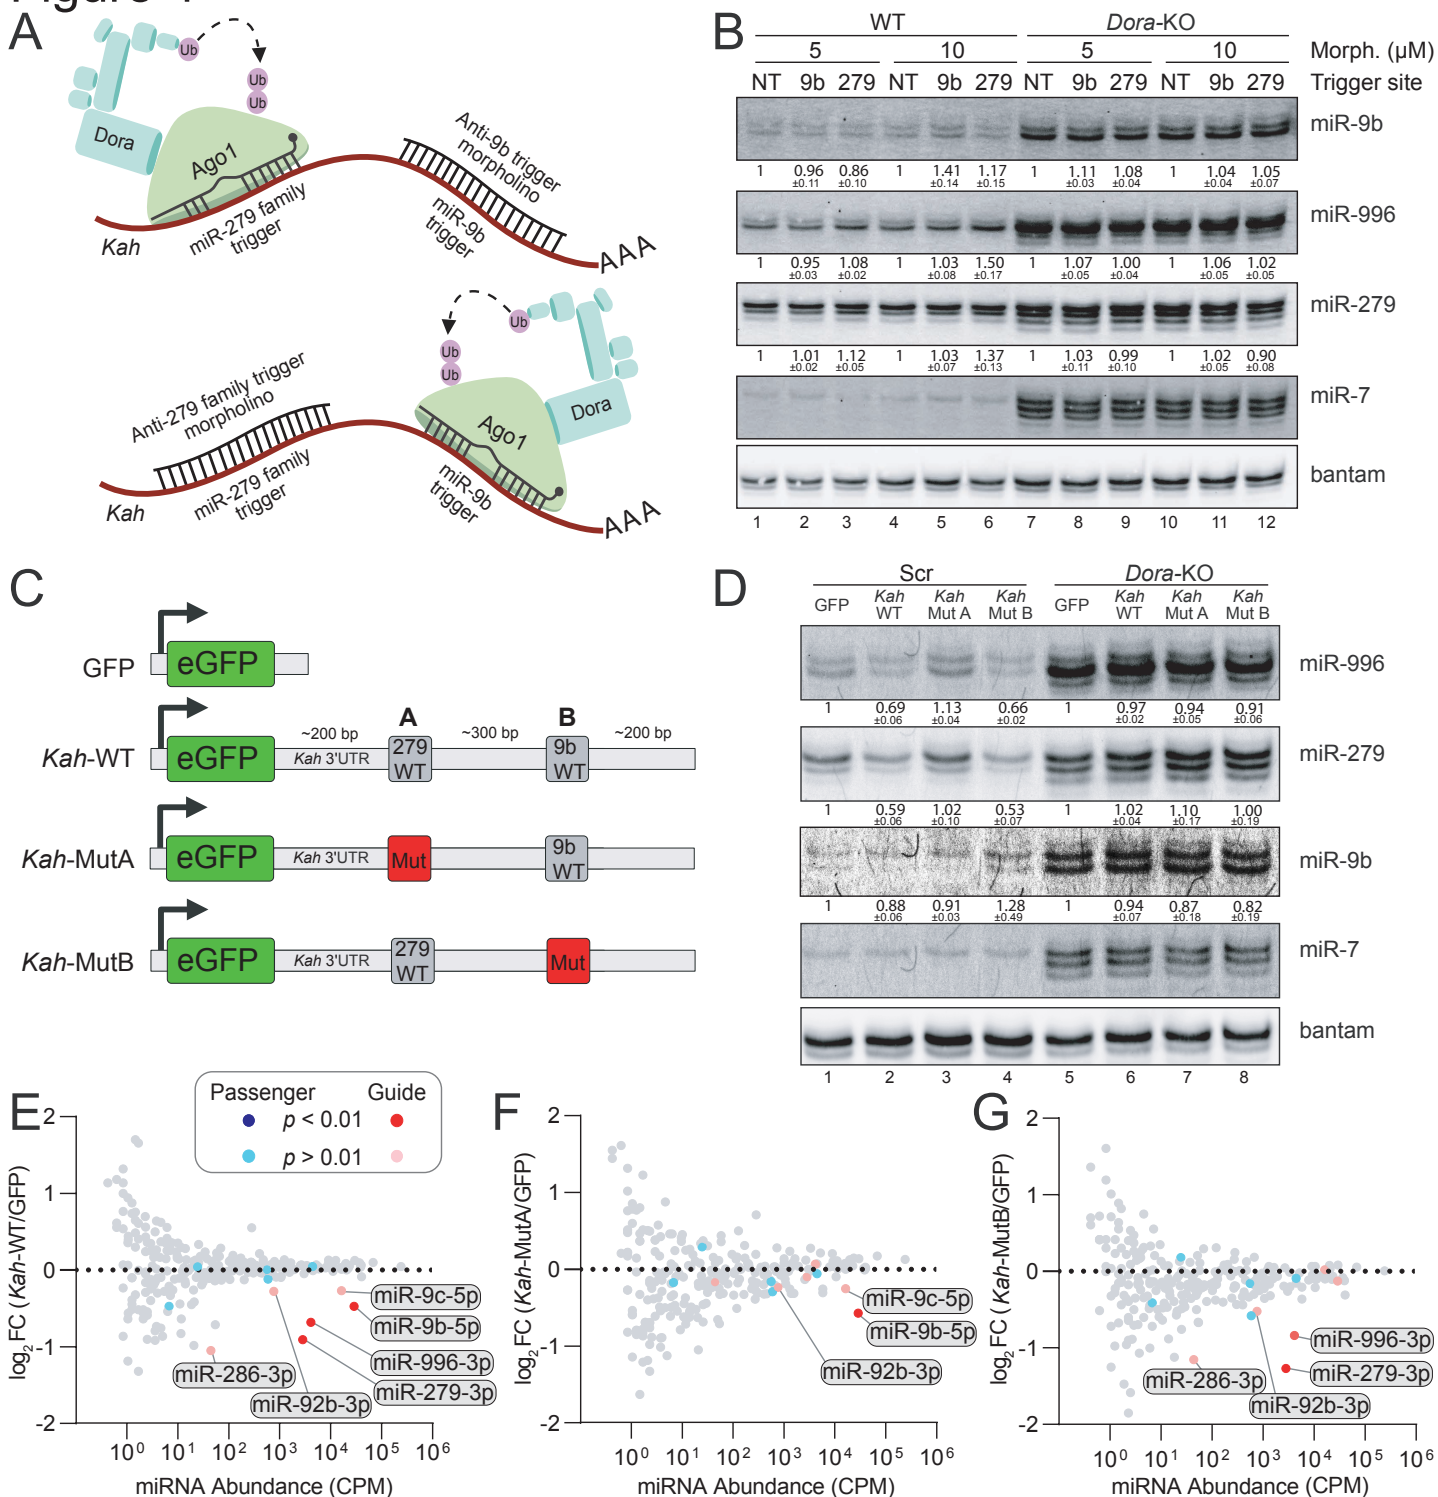 A
Ub
Ub
Ub
Dora
Ago1
Anti-9b trigger
morpholino
miR-9b
trigger
miR-279 family
trigger
Kah
AAA
Ub
Ub
Ub
Dora
Ago1
Anti-279 family trigger
morpholino
miR-279 family
trigger
miR-9b
trigger
Kah
AAA
B
WT Dora-KO
5 10 5 10 Morph. (µM)
NT 9b 279 NT 9b 279 NT 9b 279 NT 9b 279 Trigger site
miR-9b
1 0.96 0.86 1 1.41 1.17 1 1.11 1.08 1 1.04 1.05
±0.11 ±0.10 ±0.14 ±0.15 ±0.03 ±0.04 ±0.04 ±0.07
miR-996
1 0.95 1.08 1 1.03 1.50 1 1.07 1.00 1 1.06 1.02
±0.03 ±0.02 ±0.08 ±0.17 ±0.05 ±0.04 ±0.05 ±0.05
miR-279
1 1.01 1.12 1 1.03 1.37 1 1.03 0.99 1 1.02 0.90
±0.02 ±0.05 ±0.07 ±0.13 ±0.11 ±0.10 ±0.05 ±0.08
miR-7
bantam
1 2 3 4 5 6 7 8 9 10 11 12
C
GFP eGFP
A B
~200 bp ~300 bp ~200 bp
Kah-WT eGFP Kah 3'UTR 279 WT 9b WT
Kah-MutA eGFP Kah 3'UTR Mut 9b WT
Kah-MutB eGFP Kah 3'UTR 279 WT Mut
D
Scr Dora-KO
GFP Kah WT Kah Mut A Kah Mut B GFP Kah WT Kah Mut A Kah Mut B
miR-996
1 0.69 1.13 0.66 1 0.97 0.94 0.91
±0.06 ±0.04 ±0.02 ±0.02 ±0.05 ±0.06
miR-279
1 0.59 1.02 0.53 1 1.02 1.10 1.00
±0.06 ±0.10 ±0.07 ±0.04 ±0.17 ±0.19
miR-9b
1 0.88 0.91 1.28 1 0.94 0.87 0.82
±0.06 ±0.03 ±0.49 ±0.07 ±0.18 ±0.19
miR-7
bantam
1 2 3 4 5 6 7 8
E
Passenger Guide
p < 0.01
p > 0.01
log2 FC (Kah-WT/GFP)
2
1
0
-1
-2
miR-9c-5p
miR-9b-5p
miR-996-3p
miR-279-3p
miR-286-3p
miR-92b-3p
10^0 10^1 10^2 10^3 10^4 10^5 10^6
miRNA Abundance (CPM)
F
log2 FC (Kah-MutA/GFP)
2
1
0
-1
-2
miR-9c-5p
miR-9b-5p
miR-92b-3p
10^0 10^1 10^2 10^3 10^4 10^5 10^6
miRNA Abundance (CPM)
G
log2 FC (Kah-MutB/GFP)
2
1
0
-1
-2
miR-996-3p
miR-279-3p
miR-286-3p
miR-92b-3p
10^0 10^1 10^2 10^3 10^4 10^5 10^6
miRNA Abundance (CPM)